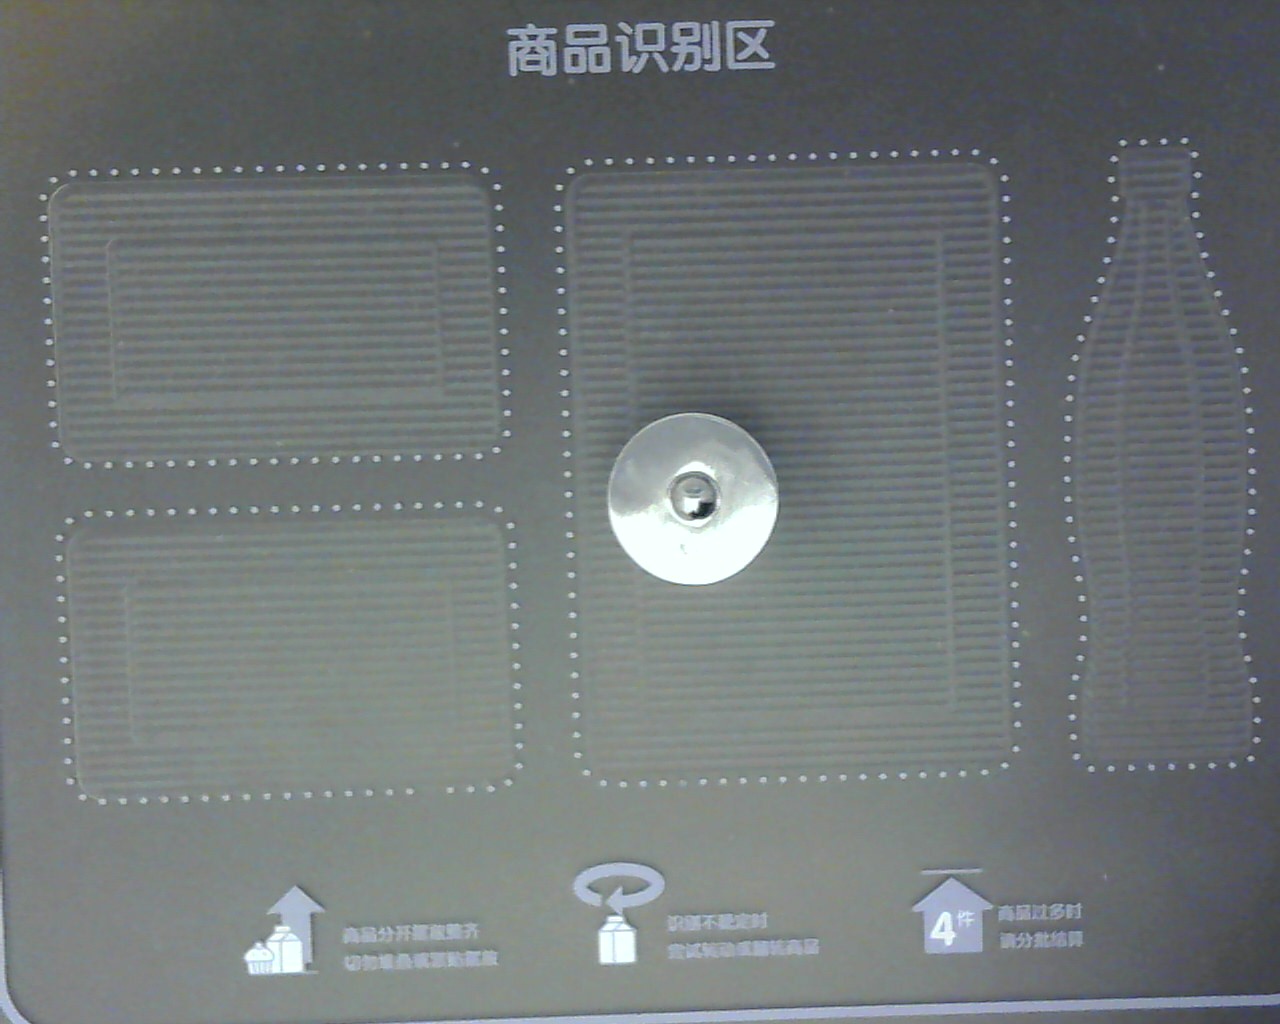 商品识别区
商品分开摆放整齐
切勿堆叠或紧贴摆放
识别不稳定时
尝试转动或翻转商品
4件
商品过多时
请分批结算